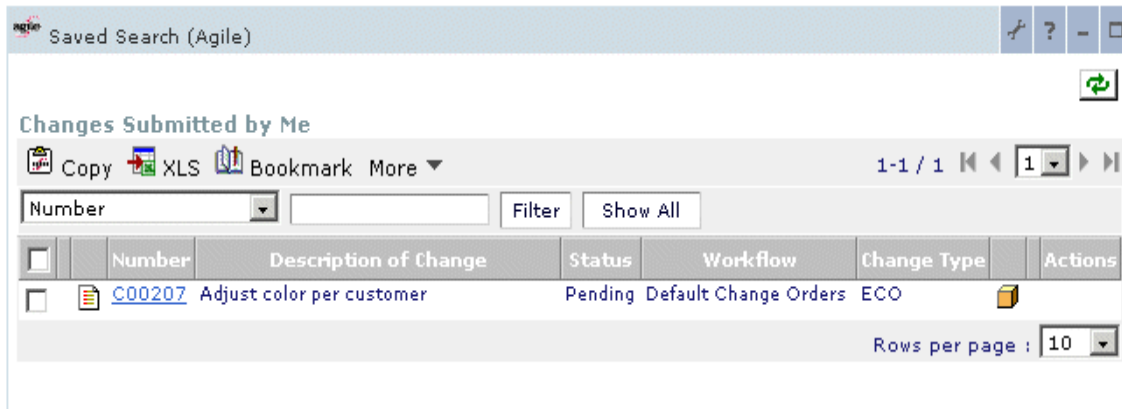 agile Saved Search (Agile) ?
Changes Submitted by Me
Copy XLS Bookmark More 1-1 / 1 1
Number Filter Show All
Number Description of Change Status Workflow Change Type Actions
C00207 Adjust color per customer Pending Default Change Orders ECO
Rows per page : 10